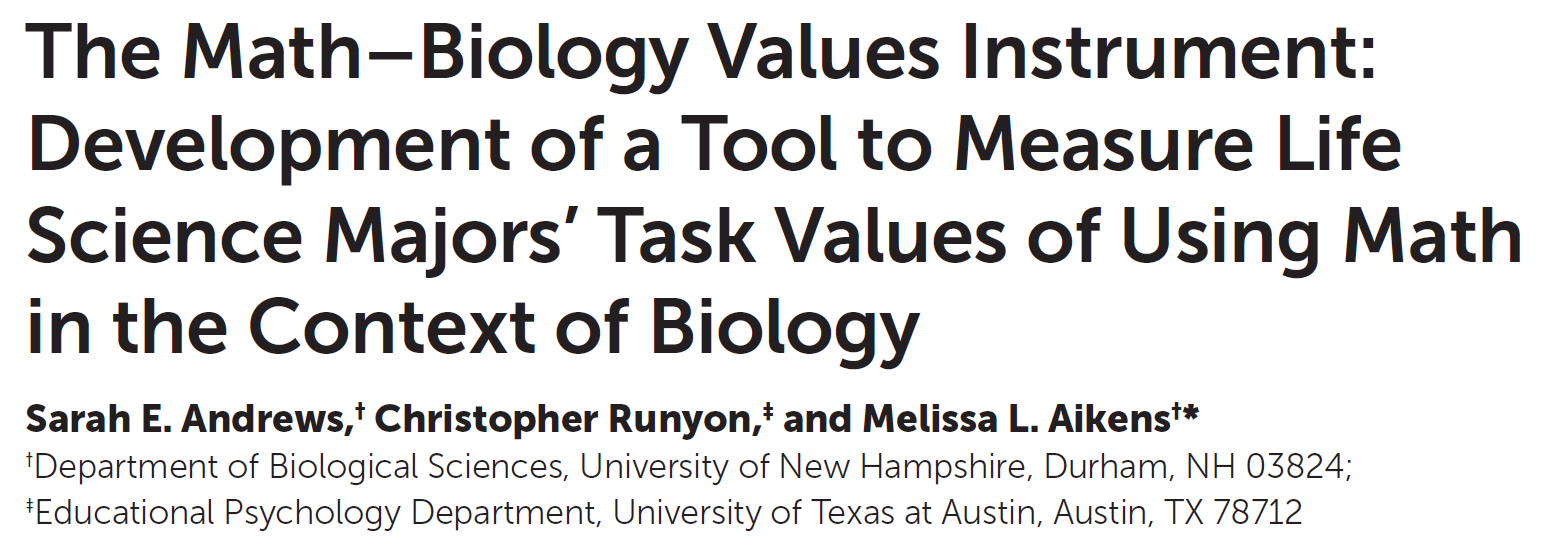 The Math–Biology Values Instrument:
Development of a Tool to Measure Life
Science Majors’ Task Values of Using Math
in the Context of Biology
Sarah E. Andrews,† Christopher Runyon,‡ and Melissa L. Aikens†*
†Department of Biological Sciences, University of New Hampshire, Durham, NH 03824;
‡Educational Psychology Department, University of Texas at Austin, Austin, TX 78712